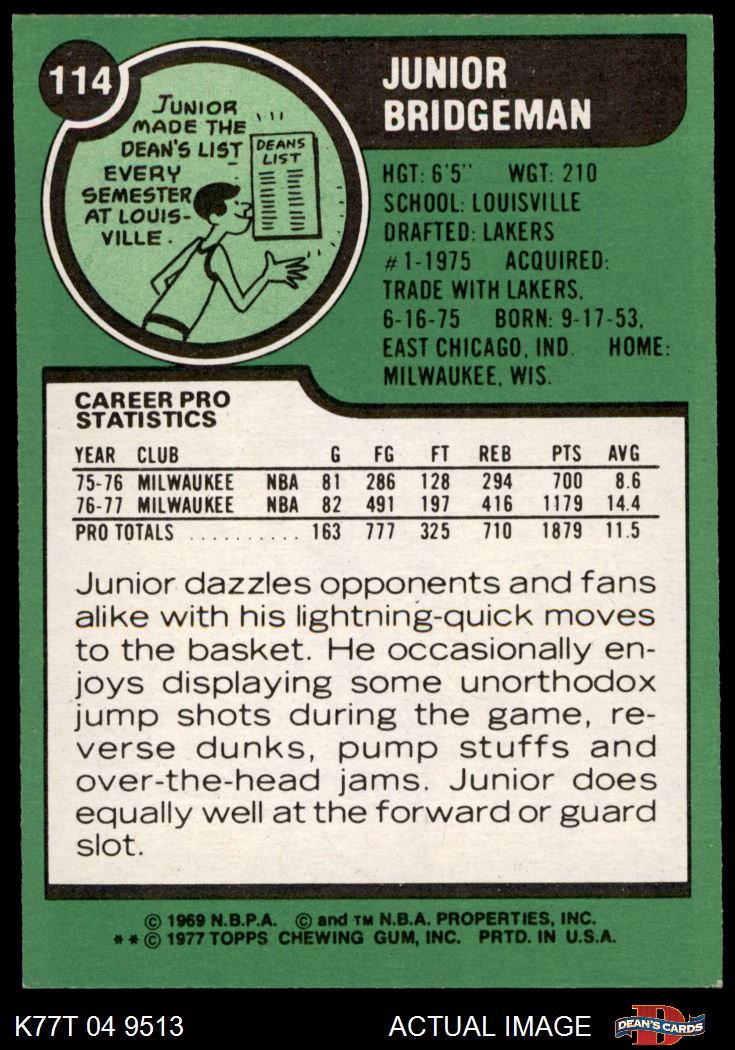 114
JUNIOR
MADE THE
DEAN'S LIST
EVERY
SEMESTER
AT LOUIS-
VILLE.
DEANS
LIST
JUNIOR
BRIDGEMAN
HGT: 6'5" WGT: 210
SCHOOL: LOUISVILLE
DRAFTED: LAKERS
#1-1975 ACQUIRED:
TRADE WITH LAKERS,
6-16-75 BORN: 9-17-53,
EAST CHICAGO, IND. HOME:
MILWAUKEE, WIS.
CAREER PRO
STATISTICS
YEAR CLUB G FG FT REB PTS AVG
75-76 MILWAUKEE NBA 81 286 128 294 700 8.6
76-77 MILWAUKEE NBA 82 491 197 416 1179 14.4
PRO TOTALS .......... 163 777 325 710 1879 11.5
Junior dazzles opponents and fans
alike with his lightning-quick moves
to the basket. He occasionally en-
joys displaying some unorthodox
jump shots during the game, re-
verse dunks, pump stuffs and
over-the-head jams. Junior does
equally well at the forward or guard
slot.
© 1969 N.B.P.A. © and TM N.B.A. PROPERTIES, INC.
**© 1977 TOPPS CHEWING GUM, INC. PRTD. IN U.S.A.
K77T 04 9513 ACTUAL IMAGE
D
DEAN'S CARDS